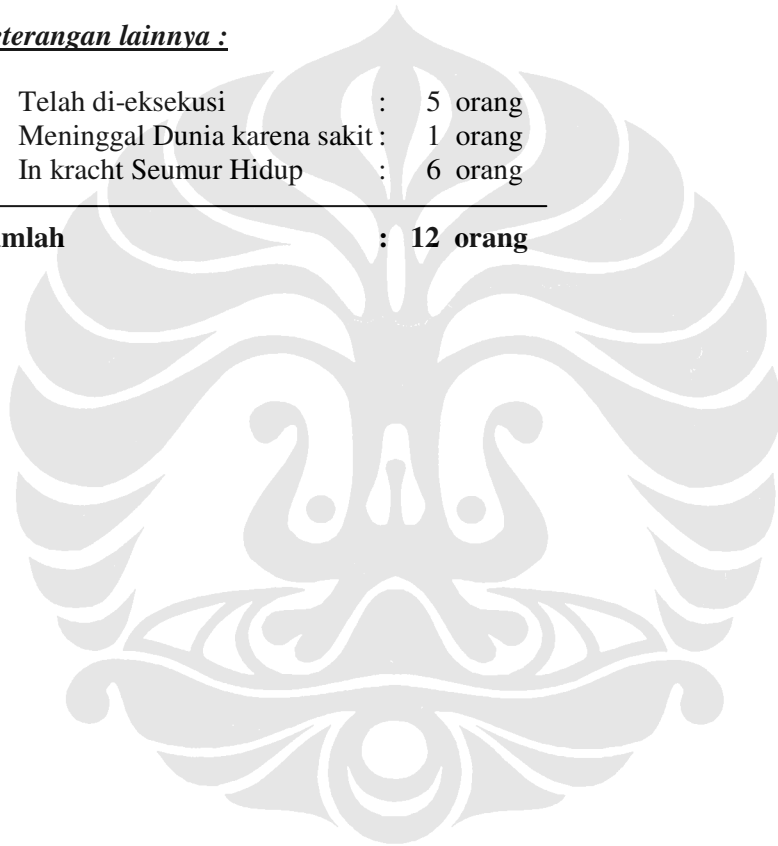 eterangan lainnya :
Telah di-eksekusi : 5 orang
Meninggal Dunia karena sakit : 1 orang
In kracht Seumur Hidup : 6 orang
umlah : 12 orang